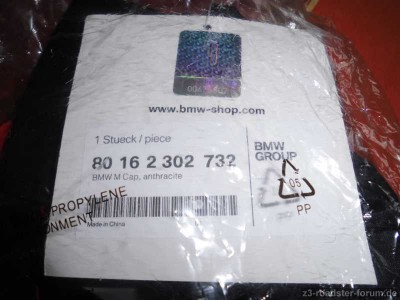 www.bmw-shop.com
1 Stueck / piece
80 16 2 302 732
BMW M Cap, anthracite
BMW
GROUP
05
PP
PROPYLENE
ONMENT
Made in China
z3-roadster-forum.de